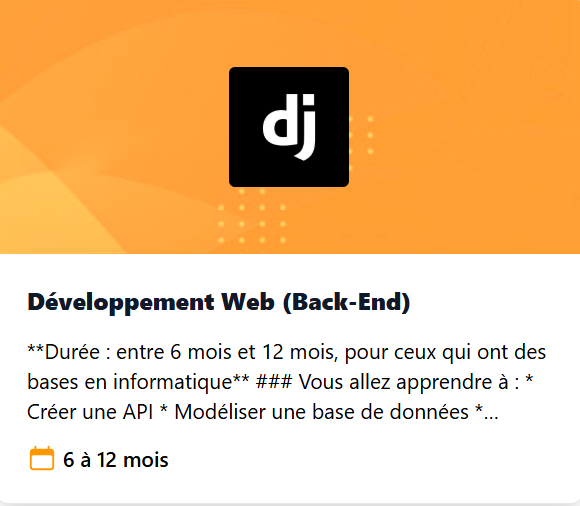 dj
Développement Web (Back-End)
**Durée : entre 6 mois et 12 mois, pour ceux qui ont des
bases en informatique** ### Vous allez apprendre à : *
Créer une API * Modéliser une base de données *...
6 à 12 mois